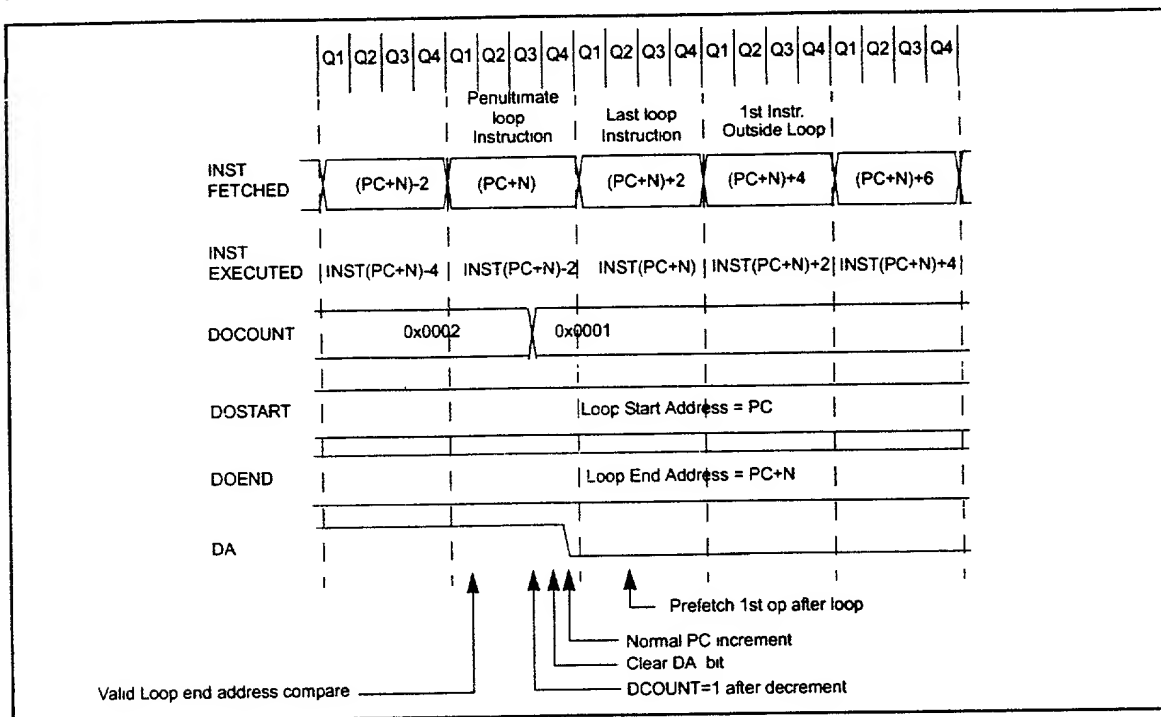 Q1 Q2 Q3 Q4 Q1 Q2 Q3 Q4 Q1 Q2 Q3 Q4 Q1 Q2 Q3 Q4 Q1 Q2 Q3 Q4
Penultimate
loop
Instruction
Last loop
Instruction
1st Instr.
Outside Loop
INST
FETCHED
(PC+N)-2 (PC+N) (PC+N)+2 (PC+N)+4 (PC+N)+6
INST
EXECUTED
INST(PC+N)-4 INST(PC+N)-2 INST(PC+N) INST(PC+N)+2 INST(PC+N)+4
DOCOUNT 0x0002 0x0001
DOSTART Loop Start Address = PC
DOEND Loop End Address = PC+N
DA
Prefetch 1st op after loop
Normal PC increment
Clear DA bit
Valid Loop end address compare
DCOUNT=1 after decrement